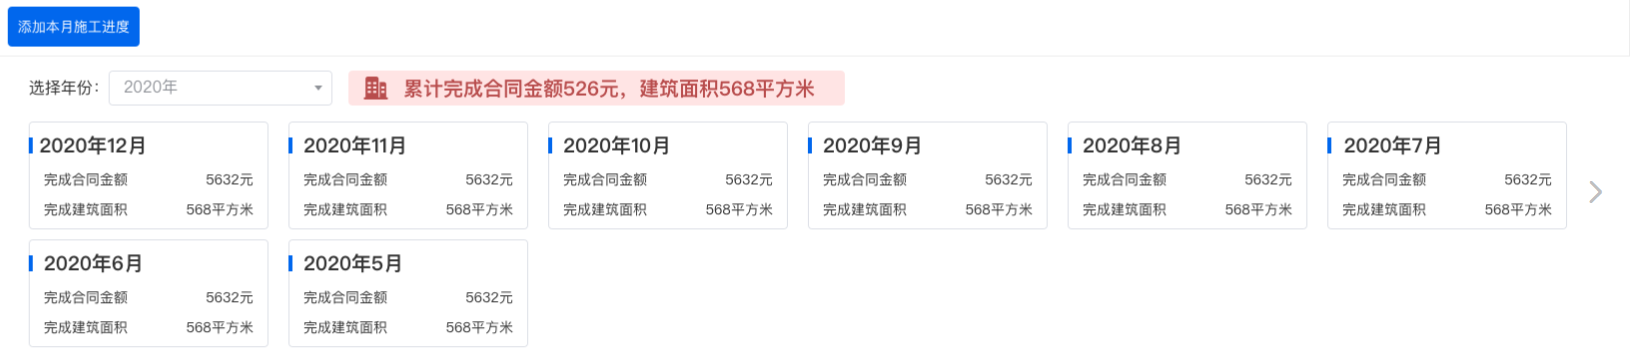 添加本月施工进度
选择年份：
2020年
累计完成合同金额526元，建筑面积568平方米
2020年12月
完成合同金额 5632元
完成建筑面积 568平方米
2020年11月
完成合同金额 5632元
完成建筑面积 568平方米
2020年10月
完成合同金额 5632元
完成建筑面积 568平方米
2020年9月
完成合同金额 5632元
完成建筑面积 568平方米
2020年8月
完成合同金额 5632元
完成建筑面积 568平方米
2020年7月
完成合同金额 5632元
完成建筑面积 568平方米
2020年6月
完成合同金额 5632元
完成建筑面积 568平方米
2020年5月
完成合同金额 5632元
完成建筑面积 568平方米